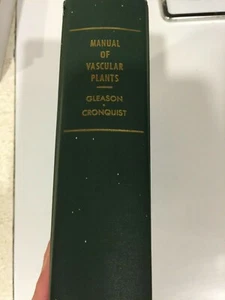 MANUAL
OF
VASCULAR
PLANTS
GLEASON
CRONQUIST